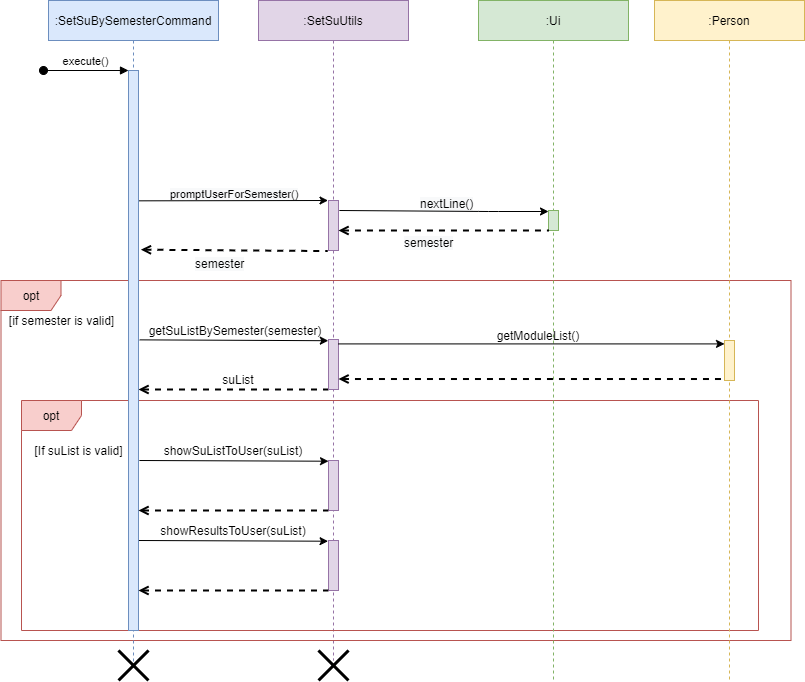 :SetSuBySemesterCommand
:SetSuUtils
:Ui
:Person
execute()
promptUserForSemester()
nextLine()
semester
semester
opt
[if semester is valid]
getSuListBySemester(semester)
getModuleList()
suList
opt
[If suList is valid]
showSuListToUser(suList)
showResultsToUser(suList)